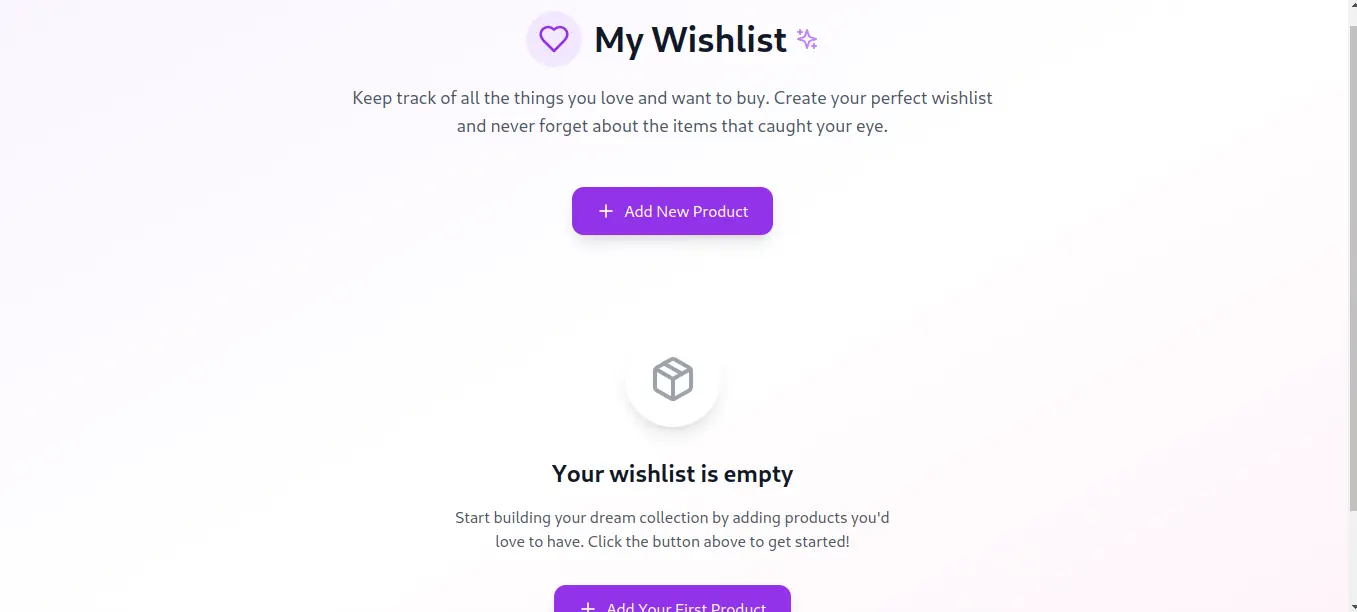 My Wishlist
Keep track of all the things you love and want to buy. Create your perfect wishlist
and never forget about the items that caught your eye.
Add New Product
Your wishlist is empty
Start building your dream collection by adding products you'd
love to have. Click the button above to get started!
Add Your First Product